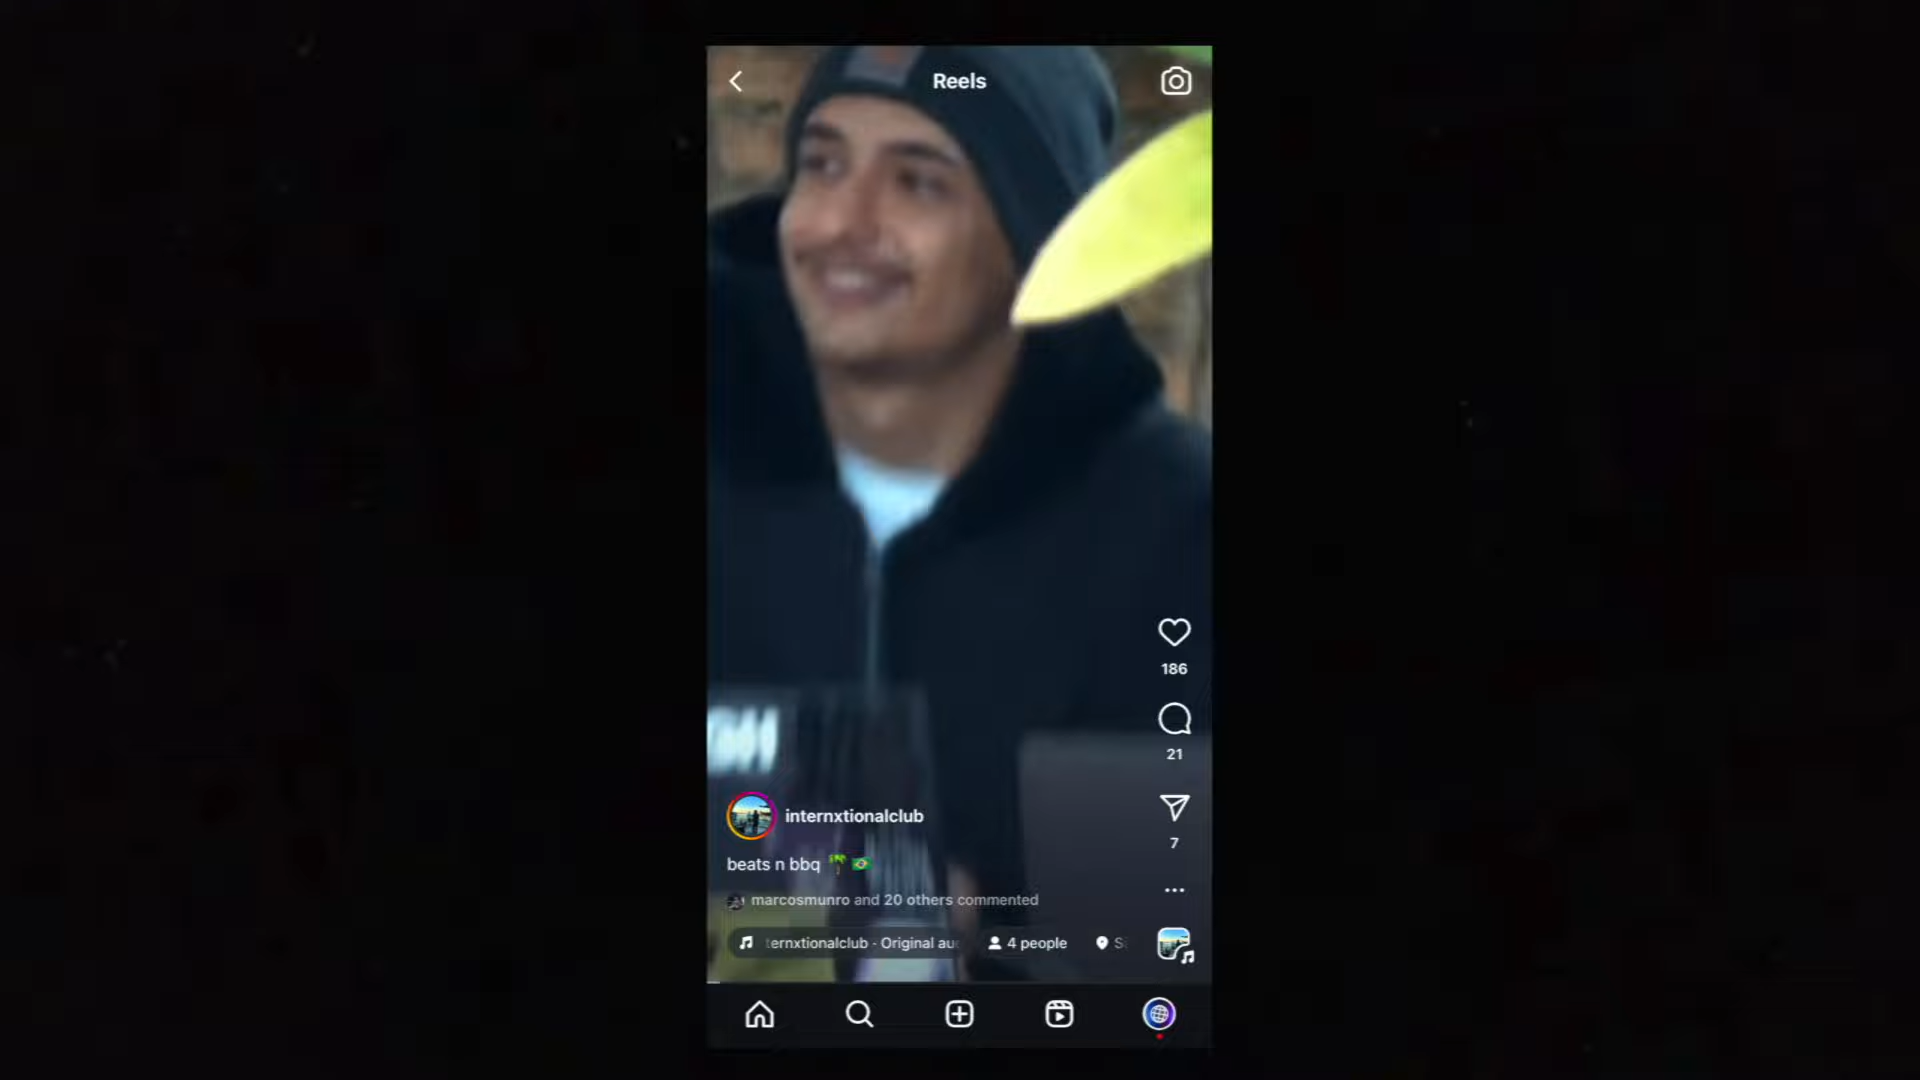 Reels
186
21
7
internxtionalclub
beats n bbq 🌴🇧🇷
marcosmunro and 20 others commented
ternxtionalclub · Original au
4 people
S